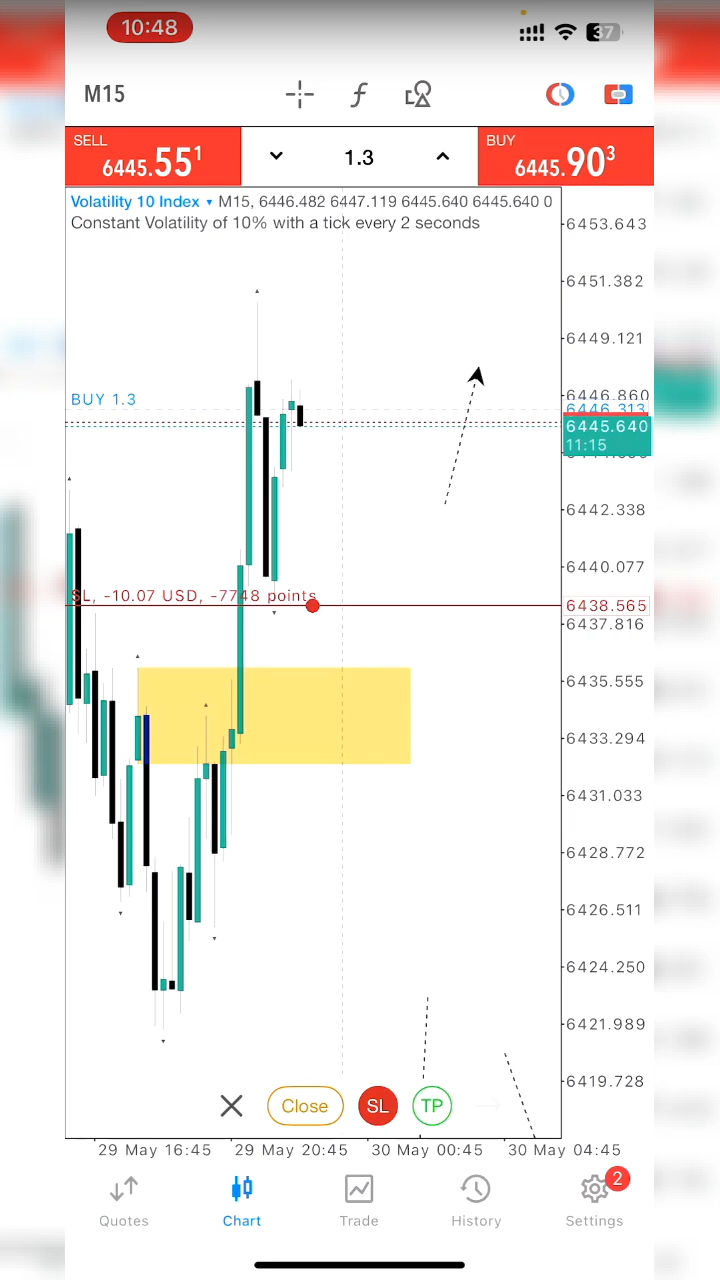 10:48
37
M15
SELL
6445.551
1.3
BUY
6445.903
Volatility 10 Index ▾ M15, 6446.482 6447.119 6445.640 6445.640 0
Constant Volatility of 10% with a tick every 2 seconds
6453.643
6451.382
6449.121
6446.860
BUY 1.3
6446.313
6445.640
11:15
6442.338
6440.077
SL, -10.07 USD, -7748 points
6438.565
6437.816
6435.555
6433.294
6431.033
6428.772
6426.511
6424.250
6421.989
6419.728
Close
SL
TP
29 May 16:45
29 May 20:45
30 May 00:45
30 May 04:45
2
Quotes
Chart
Trade
History
Settings